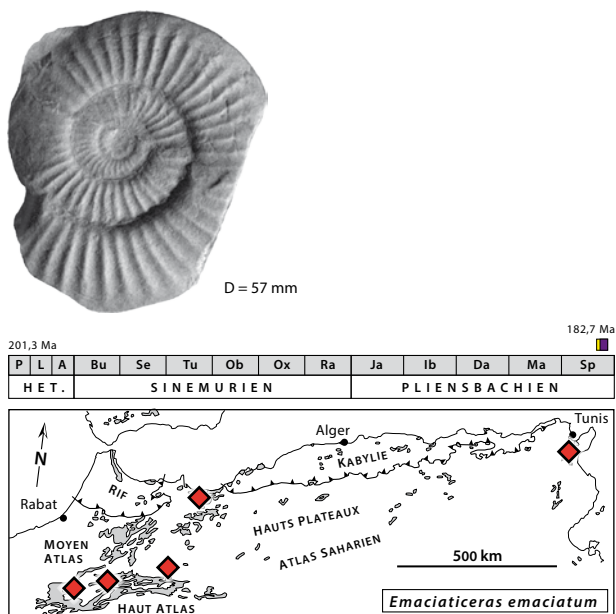 D = 57 mm
182,7 Ma
201,3 Ma
P L A Bu Se Tu Ob Ox Ra Ja Ib Da Ma Sp
HET. SINEMURIEN PLIENSBACHIEN
Tunis
Alger
N
KABYLIE
RIF
Rabat
HAUTS PLATEAUX
MOYEN
ATLAS
ATLAS SAHARIEN
500 km
HAUT ATLAS
Emaciaticeras emaciatum